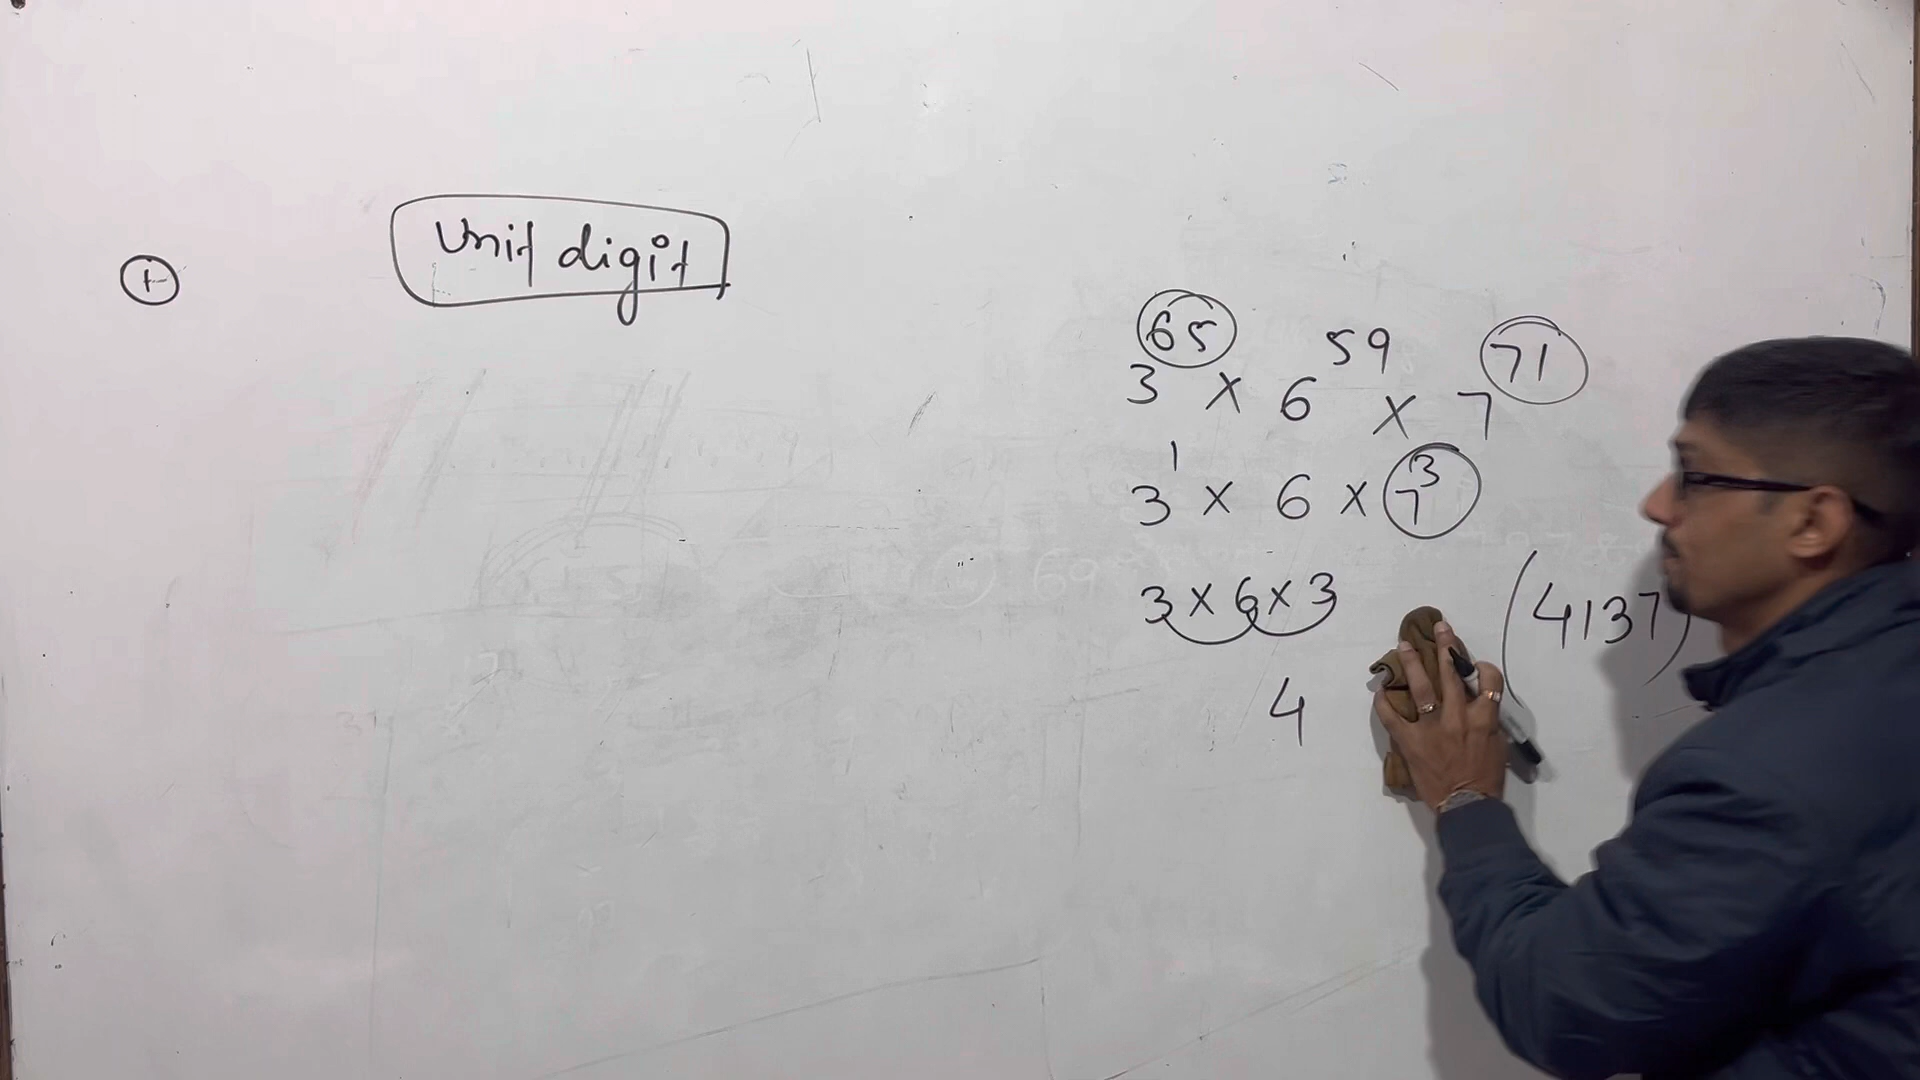 Unit digit
1
3^65 × 6^59 × 7^71
3^1 × 6 × 7^3
3×6×3
(4137)
4